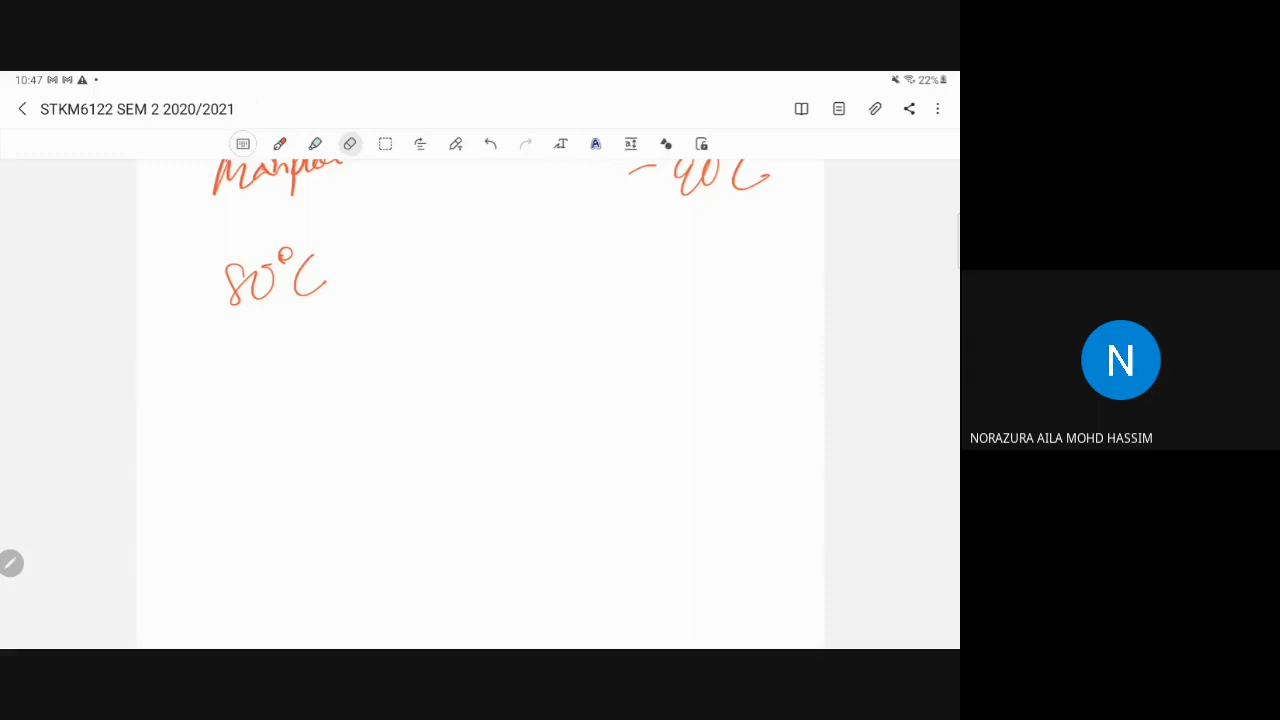 10:47
22%
STKM6122 SEM 2 2020/2021
- 40 C
80°C
N
NORAZURA AILA MOHD HASSIM